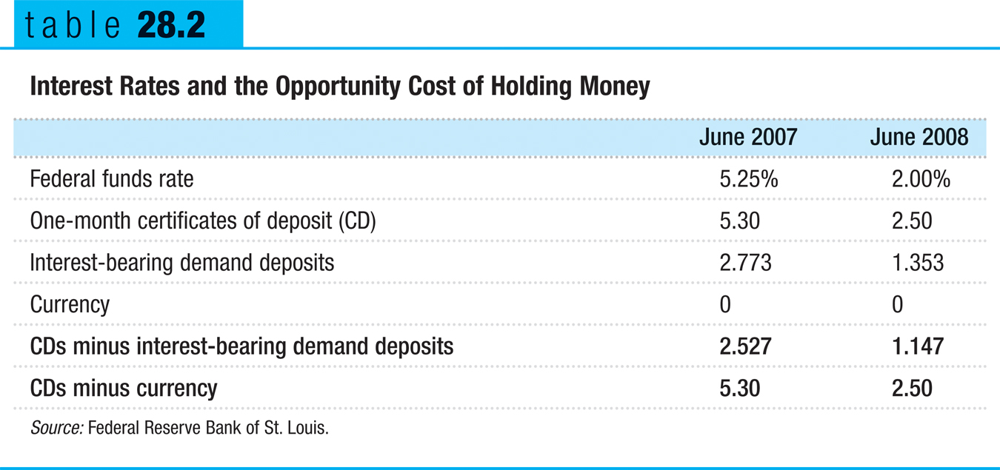 table 28.2
Interest Rates and the Opportunity Cost of Holding Money
June 2007 June 2008
Federal funds rate 5.25% 2.00%
One-month certificates of deposit (CD) 5.30 2.50
Interest-bearing demand deposits 2.773 1.353
Currency 0 0
CDs minus interest-bearing demand deposits 2.527 1.147
CDs minus currency 5.30 2.50
Source: Federal Reserve Bank of St. Louis.